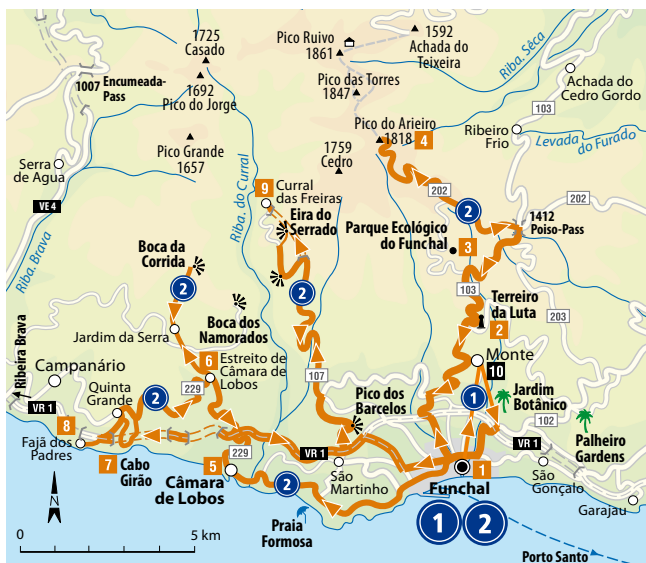 1725
Casado
1692
Pico do Jorge
1007 Encumeada-
Pass
Pico Grande
1657
Pico Ruivo
1861
1592
Achada do
Teixeira
Pico das Torres
1847
Pico do Arieiro
1818
4
1759
Cedro
Riba. Sêca
Achada do
Cedro Gordo
103
Ribeiro
Frio
Levada
do Furado
202
202
2
1412
Poiso-Pass
Serra
de Agua
VE 4
Riba. Brava
Riba. do Curral
9
Curral
das Freiras
Eira do
Serrado
Parque Ecológico
do Funchal
3
103
Boca da
Corrida
2
2
Boca dos
Namorados
Terreiro
da Luta
2
203
Jardim da Serra
6
Estreito de
Câmara de
Lobos
107
Monte
10
Ribeira Brava
Campanário
VR 1
Quinta
Grande
2
229
Pico dos
Barcelos
1
Jardim
Botânico
102
VR 1
Palheiro
Gardens
8
Fajã dos
Padres
7
Cabo
Girão
229
5
Câmara
de Lobos
VR 1
São
Martinho
2
Praia
Formosa
1
Funchal
1
2
São
Gonçalo
Garajau
Porto Santo
N
0
5 km